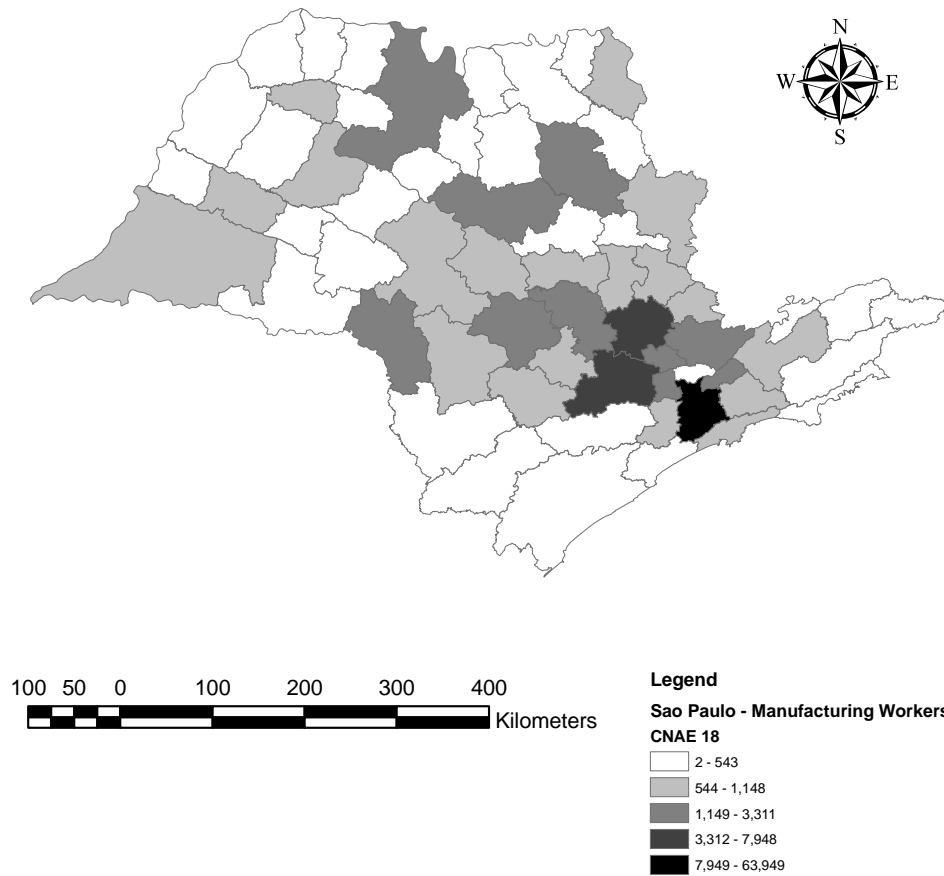 N
W E
S
100 50 0 100 200 300 400
Kilometers
Legend
Sao Paulo - Manufacturing Workers
CNAE 18
2 - 543
544 - 1,148
1,149 - 3,311
3,312 - 7,948
7,949 - 63,949